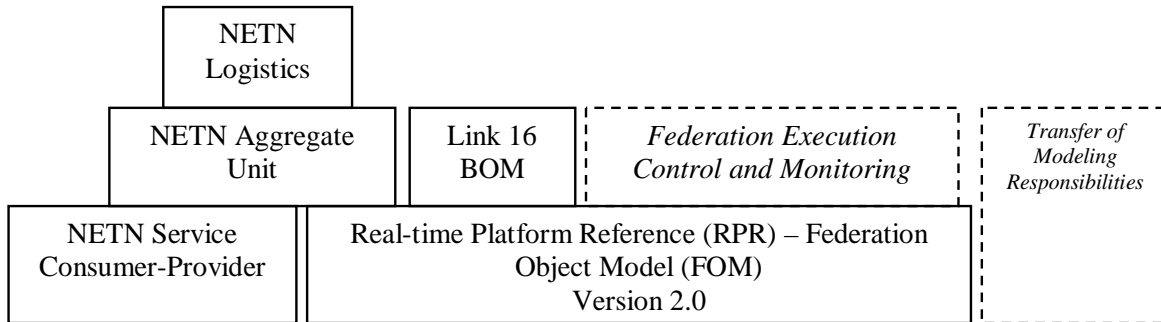 NETN
Logistics
NETN Aggregate
Unit
Link 16
BOM
Federation Execution
Control and Monitoring
Transfer of
Modeling
Responsibilities
NETN Service
Consumer-Provider
Real-time Platform Reference (RPR) – Federation
Object Model (FOM)
Version 2.0